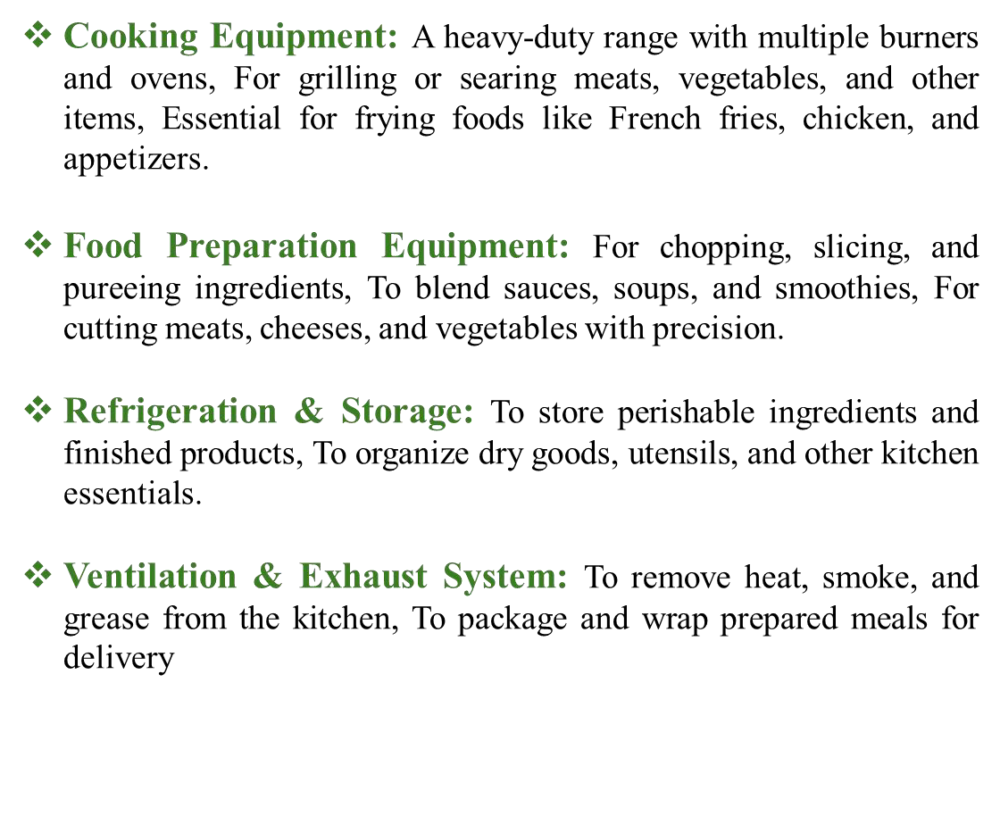 ❖ Cooking Equipment: A heavy-duty range with multiple burners
and ovens, For grilling or searing meats, vegetables, and other
items, Essential for frying foods like French fries, chicken, and
appetizers.
❖ Food Preparation Equipment: For chopping, slicing, and
pureeing ingredients, To blend sauces, soups, and smoothies, For
cutting meats, cheeses, and vegetables with precision.
❖ Refrigeration & Storage: To store perishable ingredients and
finished products, To organize dry goods, utensils, and other kitchen
essentials.
❖ Ventilation & Exhaust System: To remove heat, smoke, and
grease from the kitchen, To package and wrap prepared meals for
delivery